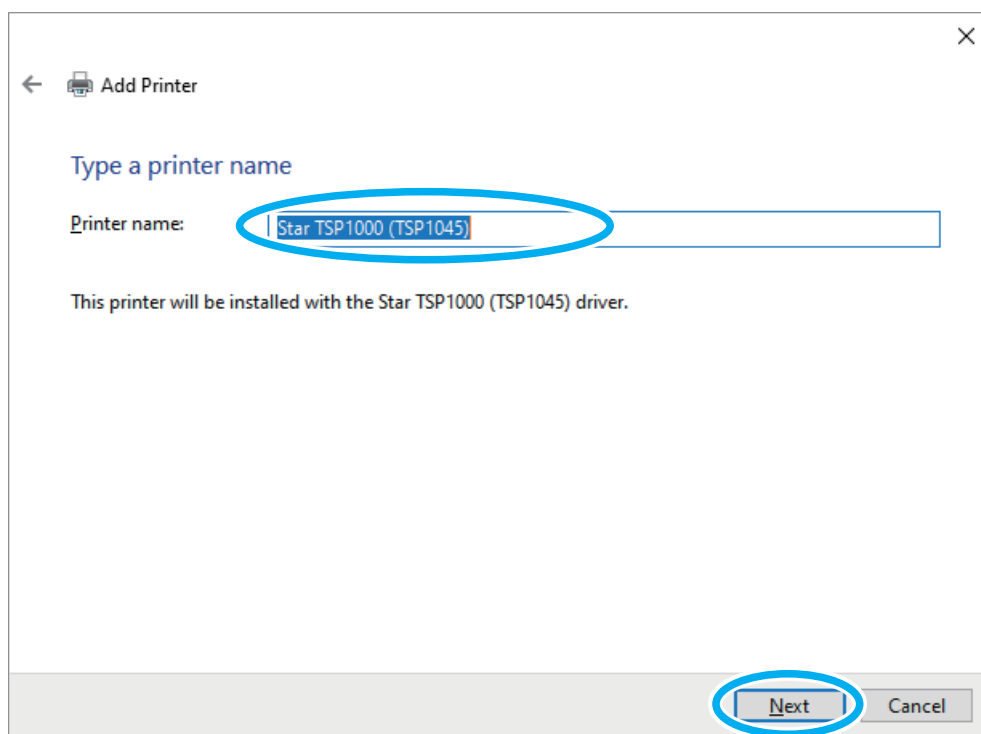 Add Printer
Type a printer name
Printer name: Star TSP1000 (TSP1045)
This printer will be installed with the Star TSP1000 (TSP1045) driver.
Next Cancel